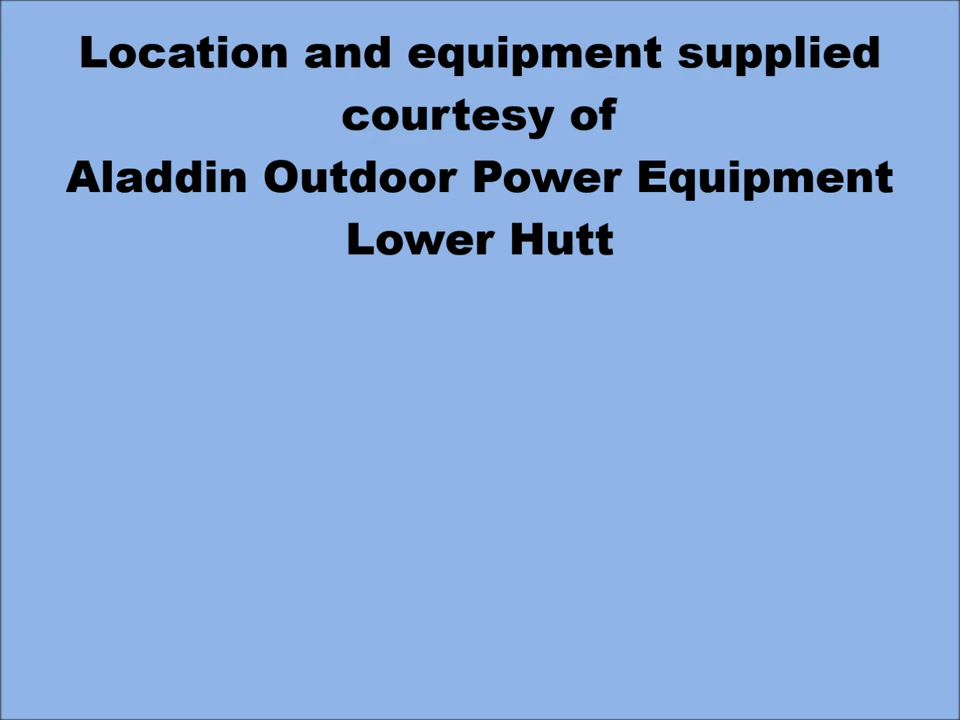 Location and equipment supplied
courtesy of
Aladdin Outdoor Power Equipment
Lower Hutt